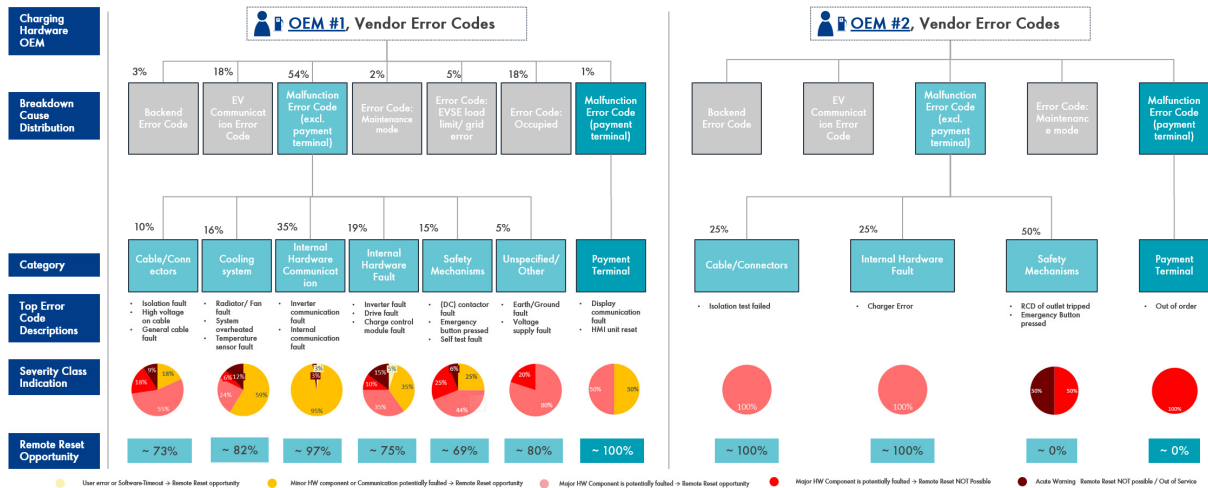 Charging
Hardware
OEM
OEM #1, Vendor Error Codes
OEM #2, Vendor Error Codes
Breakdown
Cause
Distribution
3%
18%
54%
2%
5%
18%
1%
Backend
Error Code
EV
Communicat
ion Error
Code
Malfunction
Error Code
(excl.
payment
terminal)
Error Code:
Maintenance
mode
Error Code:
EVSE load
limit/ grid
error
Error Code:
Occupied
Malfunction
Error Code
(payment
terminal)
Backend
Error Code
EV
Communicat
ion Error
Code
Malfunction
Error Code
(excl.
payment
terminal)
Error Code:
Maintenanc
e mode
Malfunction
Error Code
(payment
terminal)
Category
10%
16%
35%
19%
15%
5%
25%
25%
50%
Cable/Conn
ectors
Cooling
system
Internal
Hardware
Communicat
ion
Internal
Hardware
Fault
Safety
Mechanisms
Unspecified/
Other
Payment
Terminal
Cable/Connectors
Internal Hardware
Fault
Safety
Mechanisms
Payment
Terminal
Top Error
Code
Descriptions
• Isolation fault
• High voltage
on cable
• General cable
fault
• Radiator/ Fan
fault
• System
overheated
• Temperature
sensor fault
• Inverter
communication
fault
• Internal
communication
fault
• Inverter fault
• Drive fault
• Charge control
module fault
• (DC) contactor
fault
• Emergency
button pressed
• Self test fault
• Earth/Ground
fault
• Voltage
supply fault
• Display
communication
fault
• HMI unit reset
• Isolation test failed
• Charger Error
• RCD of outlet tripped
• Emergency Button
pressed
• Out of order
Severity Class
Indication
9%
18%
18%
55%
6%
12%
24%
59%
3%
3%
95%
15%
5%
10%
35%
35%
6%
25%
25%
44%
20%
80%
50%
50%
100%
100%
50%
50%
100%
Remote Reset
Opportunity
~ 73%
~ 82%
~ 97%
~ 75%
~ 69%
~ 80%
~ 100%
~ 100%
~ 100%
~ 0%
~ 0%
User error or Software-Timeout → Remote Reset opportunity
Minor HW component or Communication potentially faulted → Remote Reset opportunity
Major HW Component is potentially faulted → Remote Reset opportunity
Major HW Component is potentially faulted → Remote Reset NOT Possible
Acute Warning Remote Reset NOT possible / Out of Service